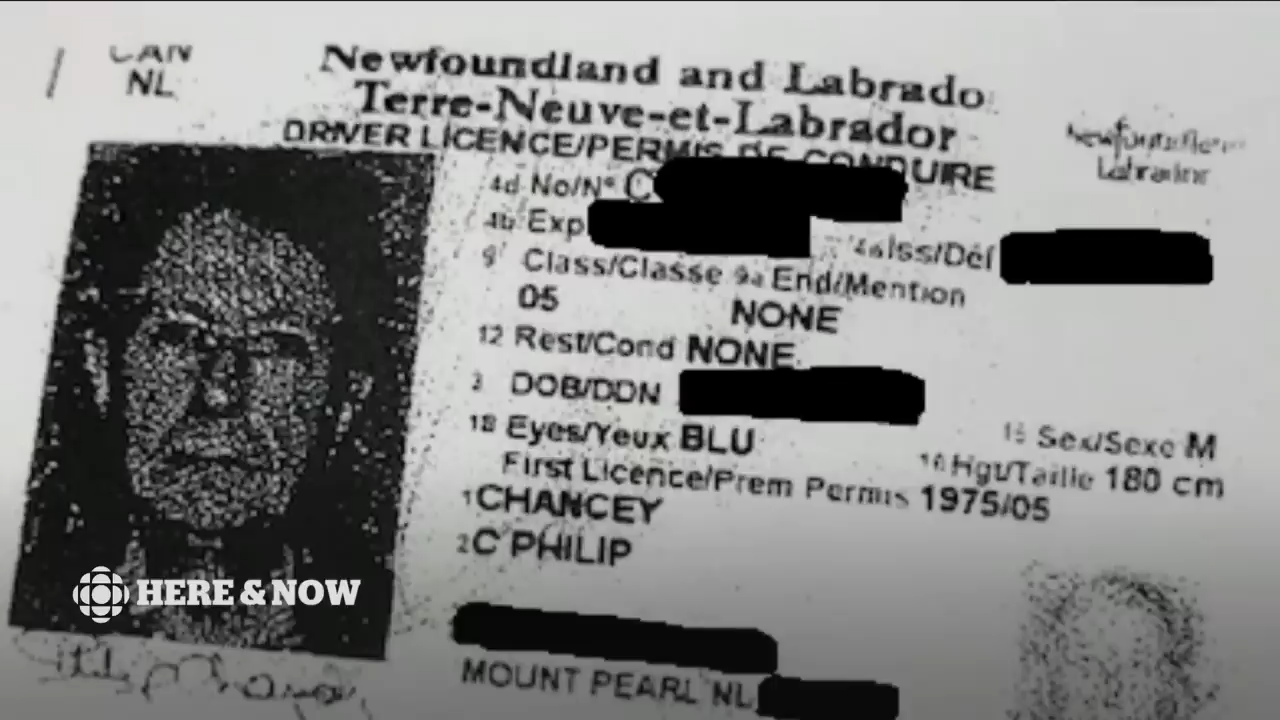 CAN
NL
Newfoundland and Labrado
Terre-Neuve-et-Labrador
DRIVER LICENCE/PERMIS DE CONDUIRE
Newfoundland
Labrador
4d No/N° C
4b Exp
4a Iss/Dél
9 Class/Classe 9a End/Mention
05 NONE
12 Rest/Cond NONE
3 DOB/DDN
18 Eyes/Yeux BLU
15 Sex/Sexe M
16 Hgt/Taille 180 cm
First Licence/Prem Permis 1975/05
1 CHANCEY
2 C PHILIP
HERE & NOW
MOUNT PEARL NL